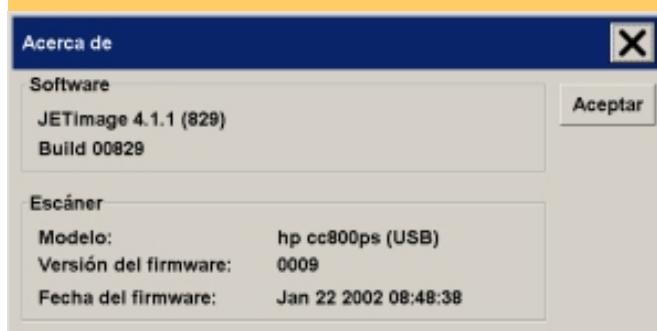 Acerca de
Software
Aceptar
JETimage 4.1.1 (829)
Build 00829
Escáner
Modelo: hp cc800ps (USB)
Versión del firmware: 0009
Fecha del firmware: Jan 22 2002 08:48:38